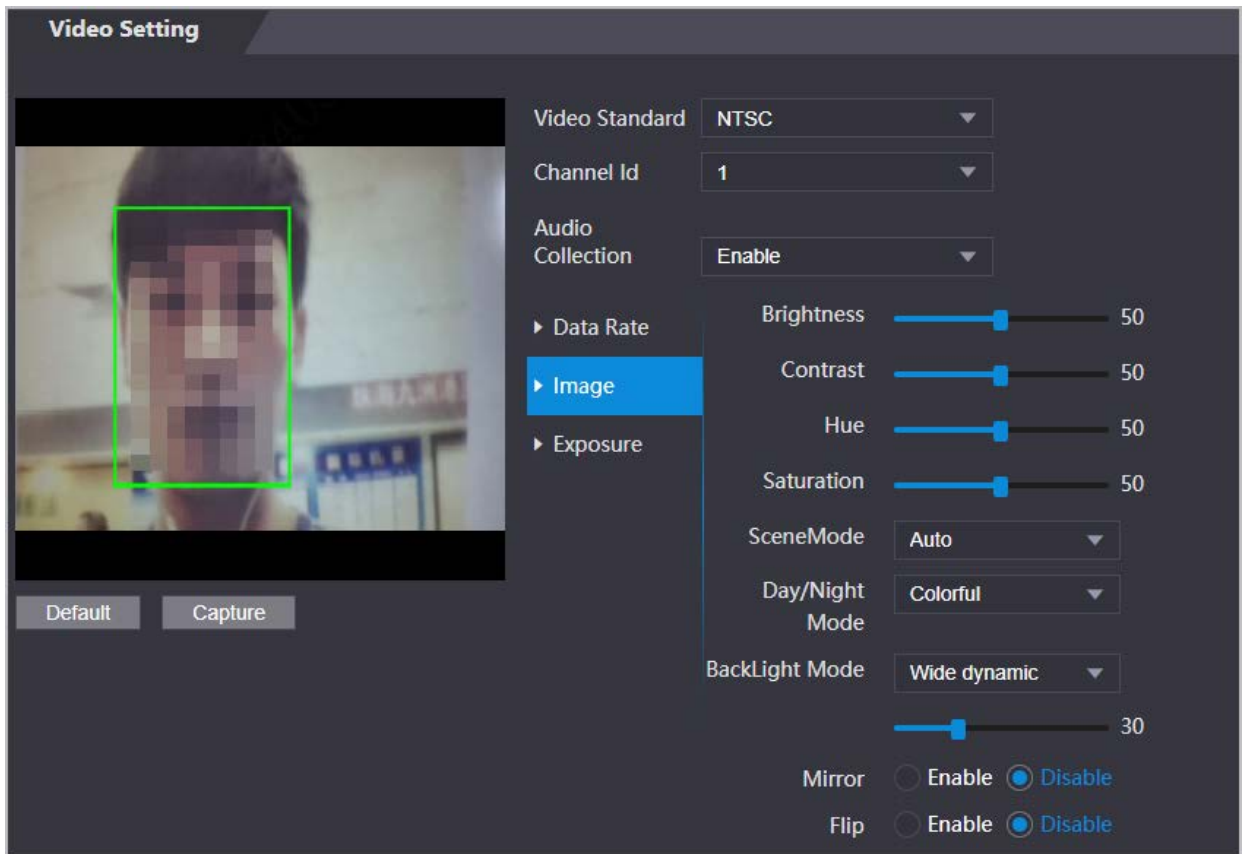 Video Setting
Video Standard NTSC
Channel Id 1
Audio
Collection Enable
Data Rate
Image
Exposure
Brightness 50
Contrast 50
Hue 50
Saturation 50
SceneMode Auto
Day/Night
Mode Colorful
BackLight Mode Wide dynamic
30
Mirror Enable Disable
Flip Enable Disable
Default Capture